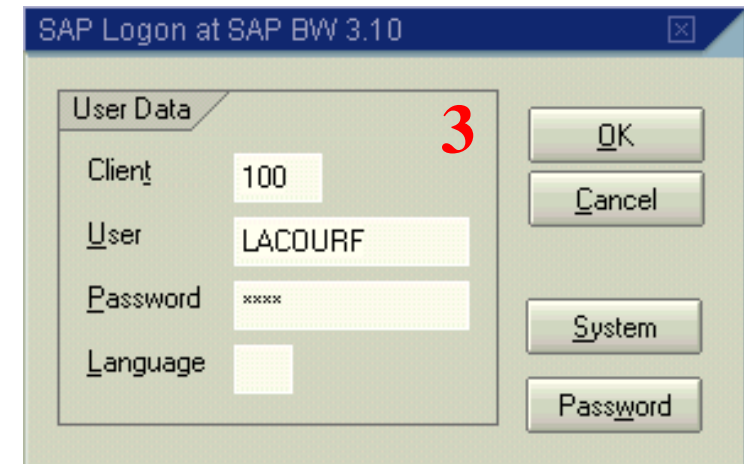 SAP Logon at SAP BW 3.10
User Data
3
Client 100
User LACOURF
Password ****
Language
OK
Cancel
System
Password